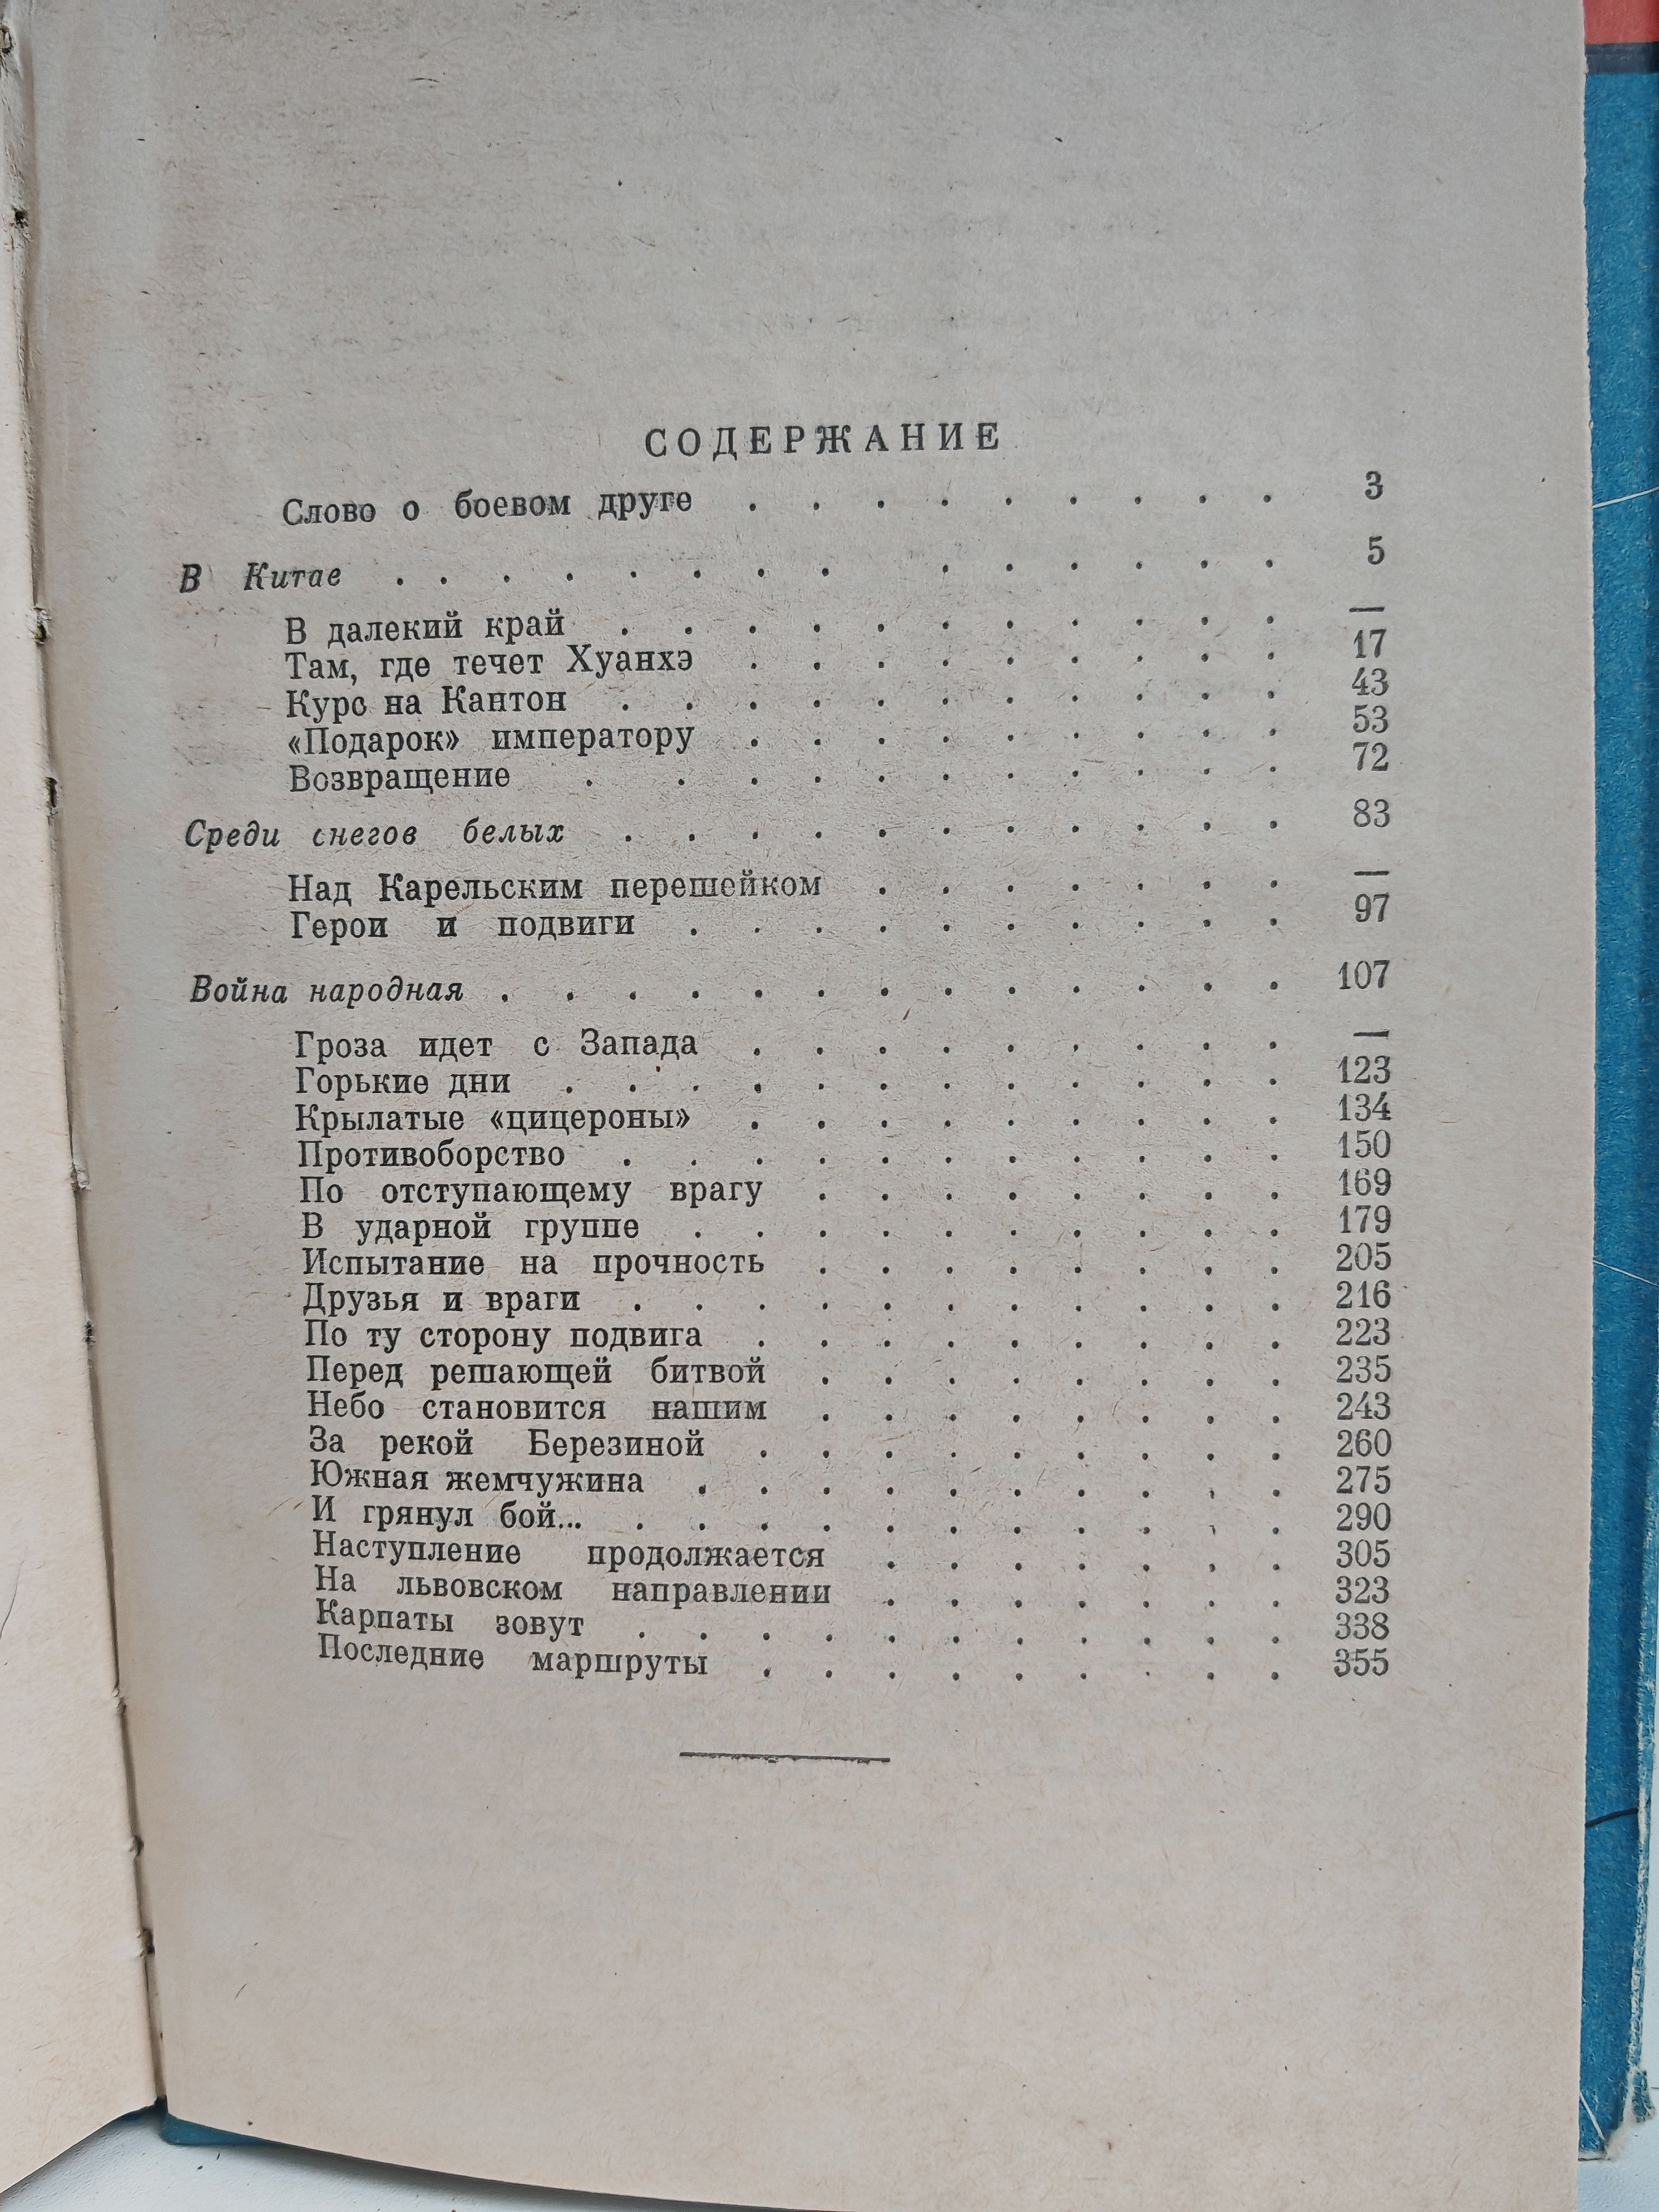 СОДЕРЖАНИЕ
Слово о боевом друге . . . . . . . . . 3
В Китае . . . . . . . . . . . . . . 5
В далекий край . . . . . . . . . . . —
Там, где течет Хуанхэ . . . . . . . . . 17
Курс на Кантон . . . . . . . . . . . 43
«Подарок» императору . . . . . . . . . 53
Возвращение . . . . . . . . . . . 72
Среди снегов белых . . . . . . . . . . . 83
Над Карельским перешейком . . . . . . . —
Герои и подвиги . . . . . . . . . . 97
Война народная . . . . . . . . . . . . . 107
Гроза идет с Запада . . . . . . . . . —
Горькие дни . . . . . . . . . . . . 123
Крылатые «цицероны» . . . . . . . . . 134
Противоборство . . . . . . . . . . . 150
По отступающему врагу . . . . . . . . 169
В ударной группе . . . . . . . . . . 179
Испытание на прочность . . . . . . . . 205
Друзья и враги . . . . . . . . . . . 216
По ту сторону подвига . . . . . . . . . 223
Перед решающей битвой . . . . . . . . 235
Небо становится нашим . . . . . . . . 243
За рекой Березиной . . . . . . . . . 260
Южная жемчужина . . . . . . . . . . 275
И грянул бой... . . . . . . . . . . . 290
Наступление продолжается . . . . . . . 305
На львовском направлении . . . . . . . 323
Карпаты зовут . . . . . . . . . . . 338
Последние маршруты . . . . . . . . . 355